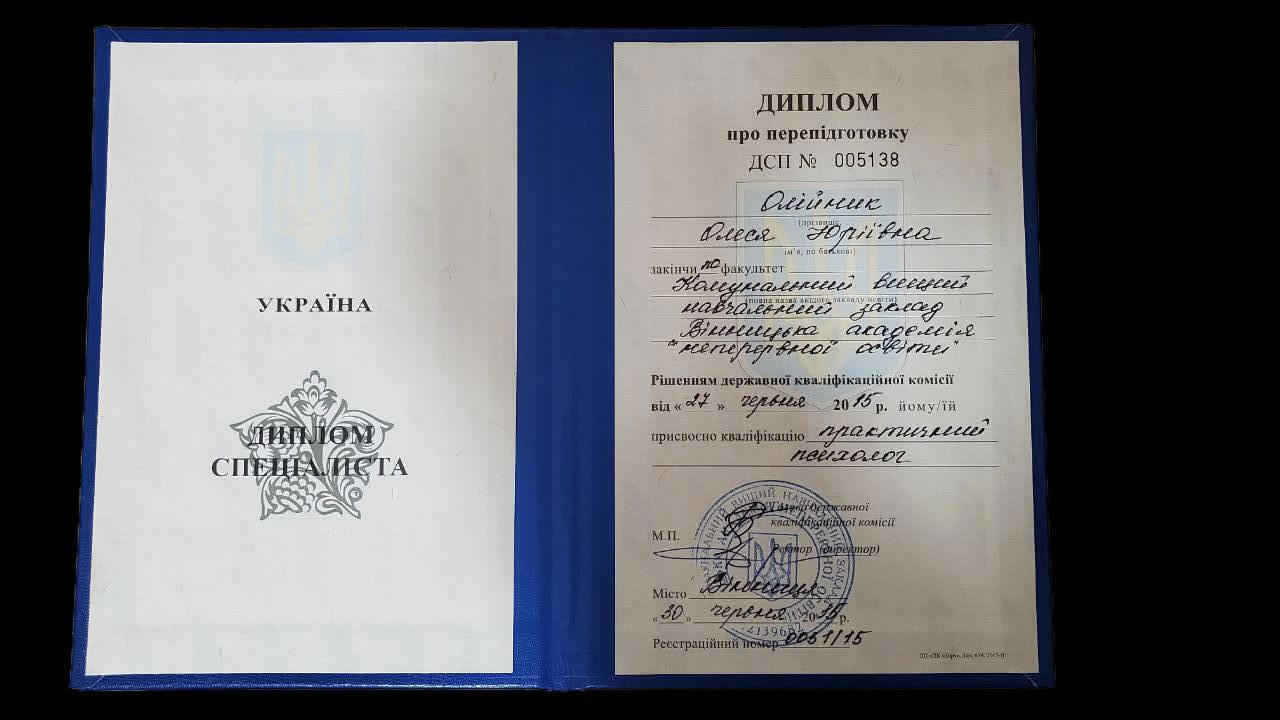 УКРАЇНА
ДИПЛОМ
СПЕЦІАЛІСТА
ДИПЛОМ
про перепідготовку
ДСП № 005138
Олійник
(прізвище,
Олеся Юріївна
ім'я, по батькові)
закінчи ла факультет
Комунальний вищий
(повна назва вищого закладу освіти)
навчальний заклад
Вінницька академія
"неперервної освіти"
Рішенням державної кваліфікаційної комісії
від «27» червня 2015 р. йому/їй
присвоєно кваліфікацію практичний
психолог
Голова державної
кваліфікаційної комісії
М.П.
Ректор (директор)
Місто Вінниця
«30» червня 2015 р.
Реєстраційний номер 0051/15